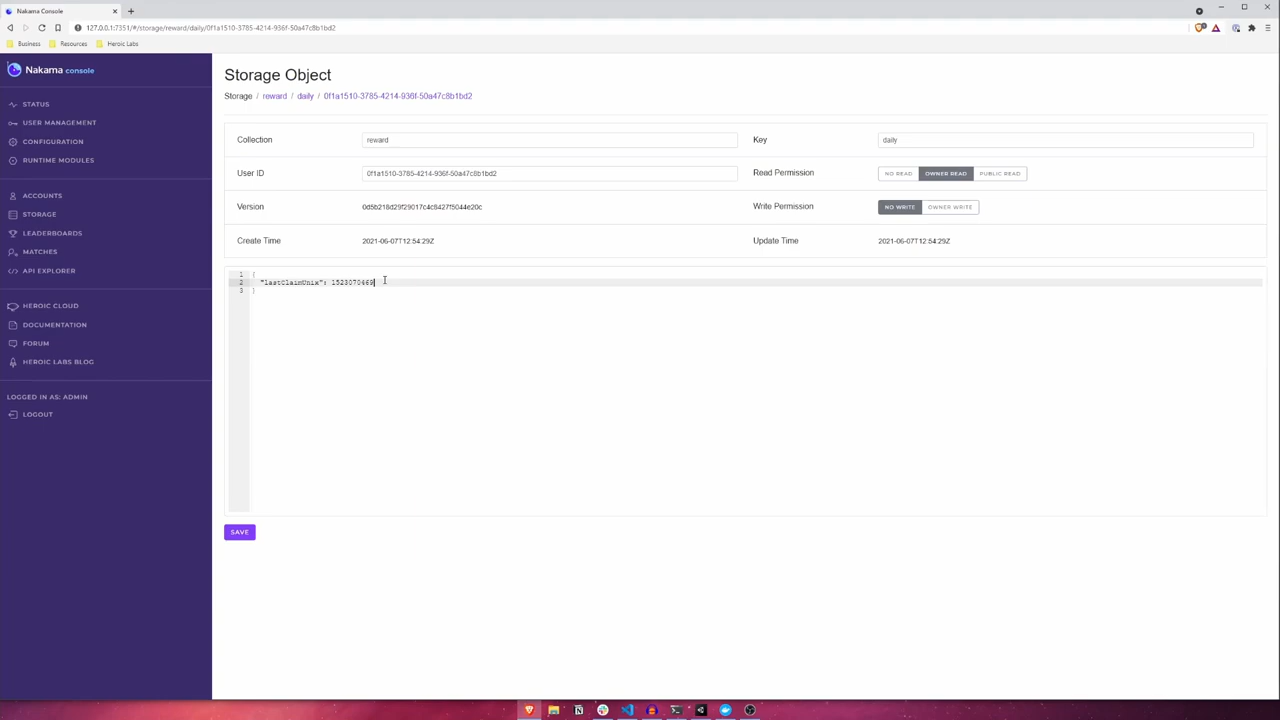 Nakama Console
127.0.0.1:7351/#/storage/reward/daily/0f1a1510-3785-4214-936f-50a47c8b1bd2
Business Resources Heroic Labs
Nakama console
STATUS
USER MANAGEMENT
CONFIGURATION
RUNTIME MODULES
ACCOUNTS
STORAGE
LEADERBOARDS
MATCHES
API EXPLORER
HEROIC CLOUD
DOCUMENTATION
FORUM
HEROIC LABS BLOG
LOGGED IN AS: ADMIN
LOGOUT
Storage Object
Storage / reward / daily / 0f1a1510-3785-4214-936f-50a47c8b1bd2
Collection reward Key daily
User ID 0f1a1510-3785-4214-936f-50a47c8b1bd2 Read Permission NO READ OWNER READ PUBLIC READ
Version 0d5b218d29f29017c4c8427f5044e20c Write Permission NO WRITE OWNER WRITE
Create Time 2021-06-07T12:54:29Z Update Time 2021-06-07T12:54:29Z
1 {
2 "lastClaimUnix": 1523070469
3 }
SAVE